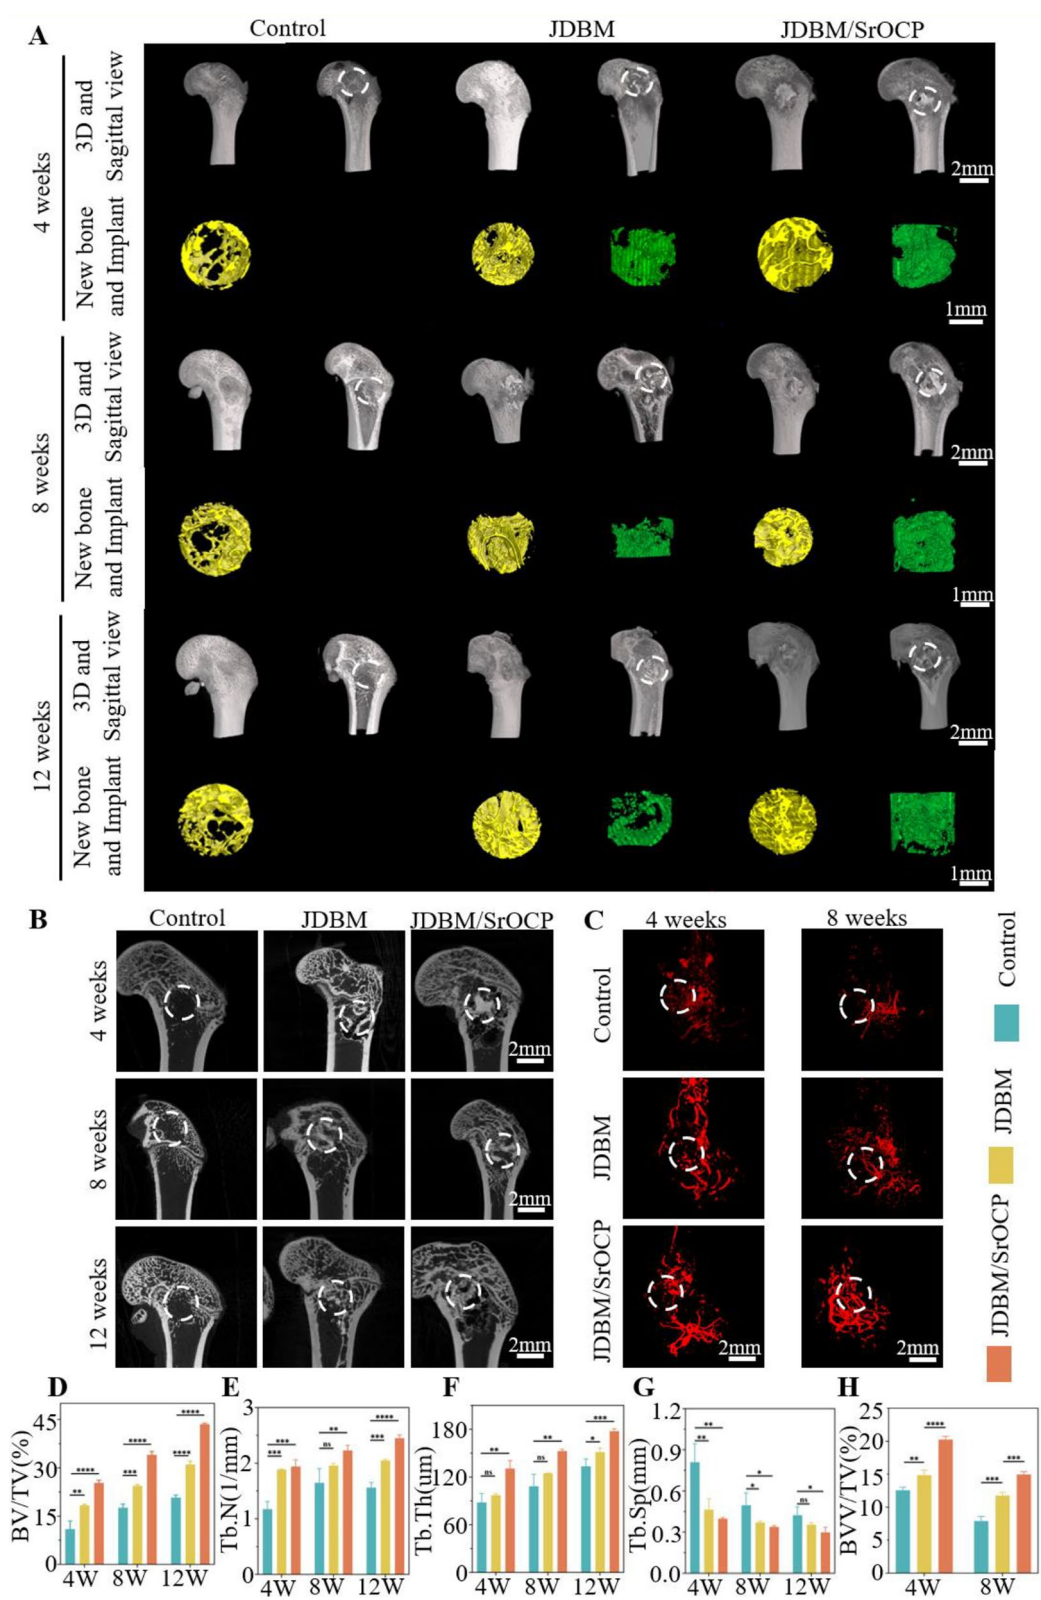 A
Control
JDBM
JDBM/SrOCP
4 weeks
3D and
Sagittal view
2mm
New bone
and Implant
1mm
8 weeks
3D and
Sagittal view
2mm
New bone
and Implant
1mm
12 weeks
3D and
Sagittal view
2mm
New bone
and Implant
1mm
B
Control
JDBM
JDBM/SrOCP
4 weeks
2mm
8 weeks
2mm
12 weeks
2mm
C
4 weeks
8 weeks
Control
JDBM
JDBM/SrOCP
2mm
2mm
Control
JDBM
JDBM/SrOCP
D
BV/TV(%)
45
30
15
0
** **** *** **** **** ****
4W 8W 12W
E
Tb.N(1/mm)
3
2
1
0
*** *** ns ** *** ****
4W 8W 12W
F
Tb.Th(um)
180
120
60
0
ns ** ns ** * ***
4W 8W 12W
G
Tb.Sp(mm)
1.2
0.9
0.6
0.3
0.0
** ** * * ns *
4W 8W 12W
H
BVV/TV(%)
25
20
15
10
5
0
** **** *** ***
4W 8W